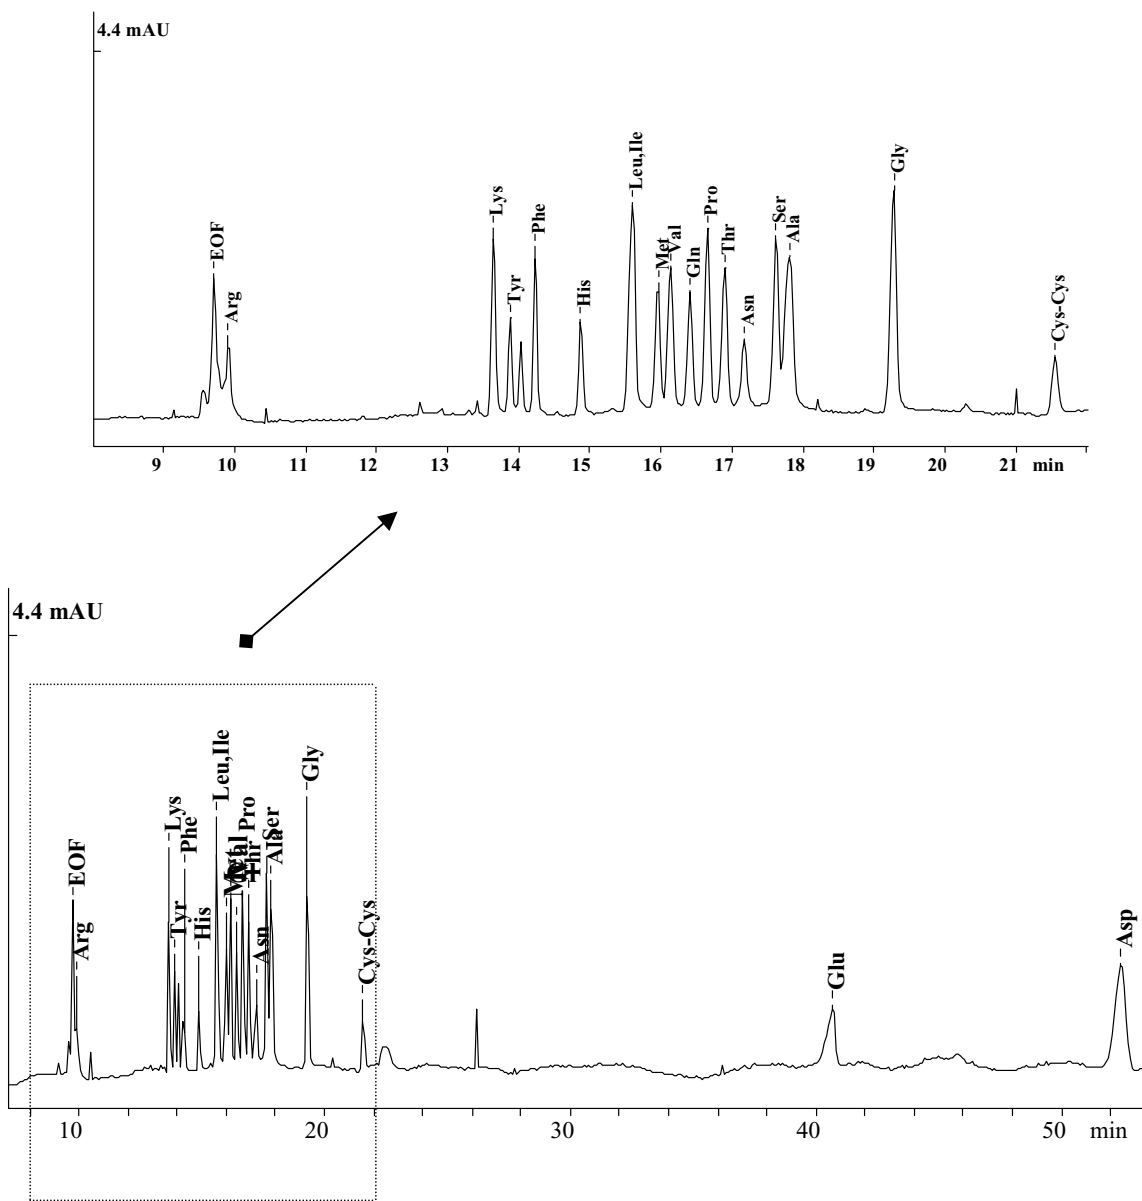 4.4 mAU
EOF
Arg
Lys
Tyr
Phe
His
Leu,Ile
Met
Val
Gln
Pro
Thr
Asn
Ser
Ala
Gly
Cys-Cys
9 10 11 12 13 14 15 16 17 18 19 20 21 min
4.4 mAU
EOF
Arg
Lys
Tyr
Phe
His
Leu,Ile
Pro
Thr
Asn
Ser
Ala
Gly
Cys-Cys
Glu
Asp
10 20 30 40 50 min